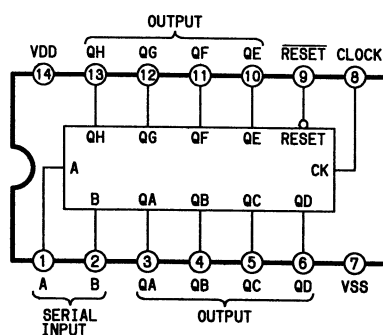 OUTPUT
VDD QH QG QF QE RESET CLOCK
14 13 12 11 10 9 8
QH QG QF QE RESET
A CK
B QA QB QC QD
1 2 3 4 5 6 7
A B QA QB QC QD VSS
SERIAL INPUT OUTPUT